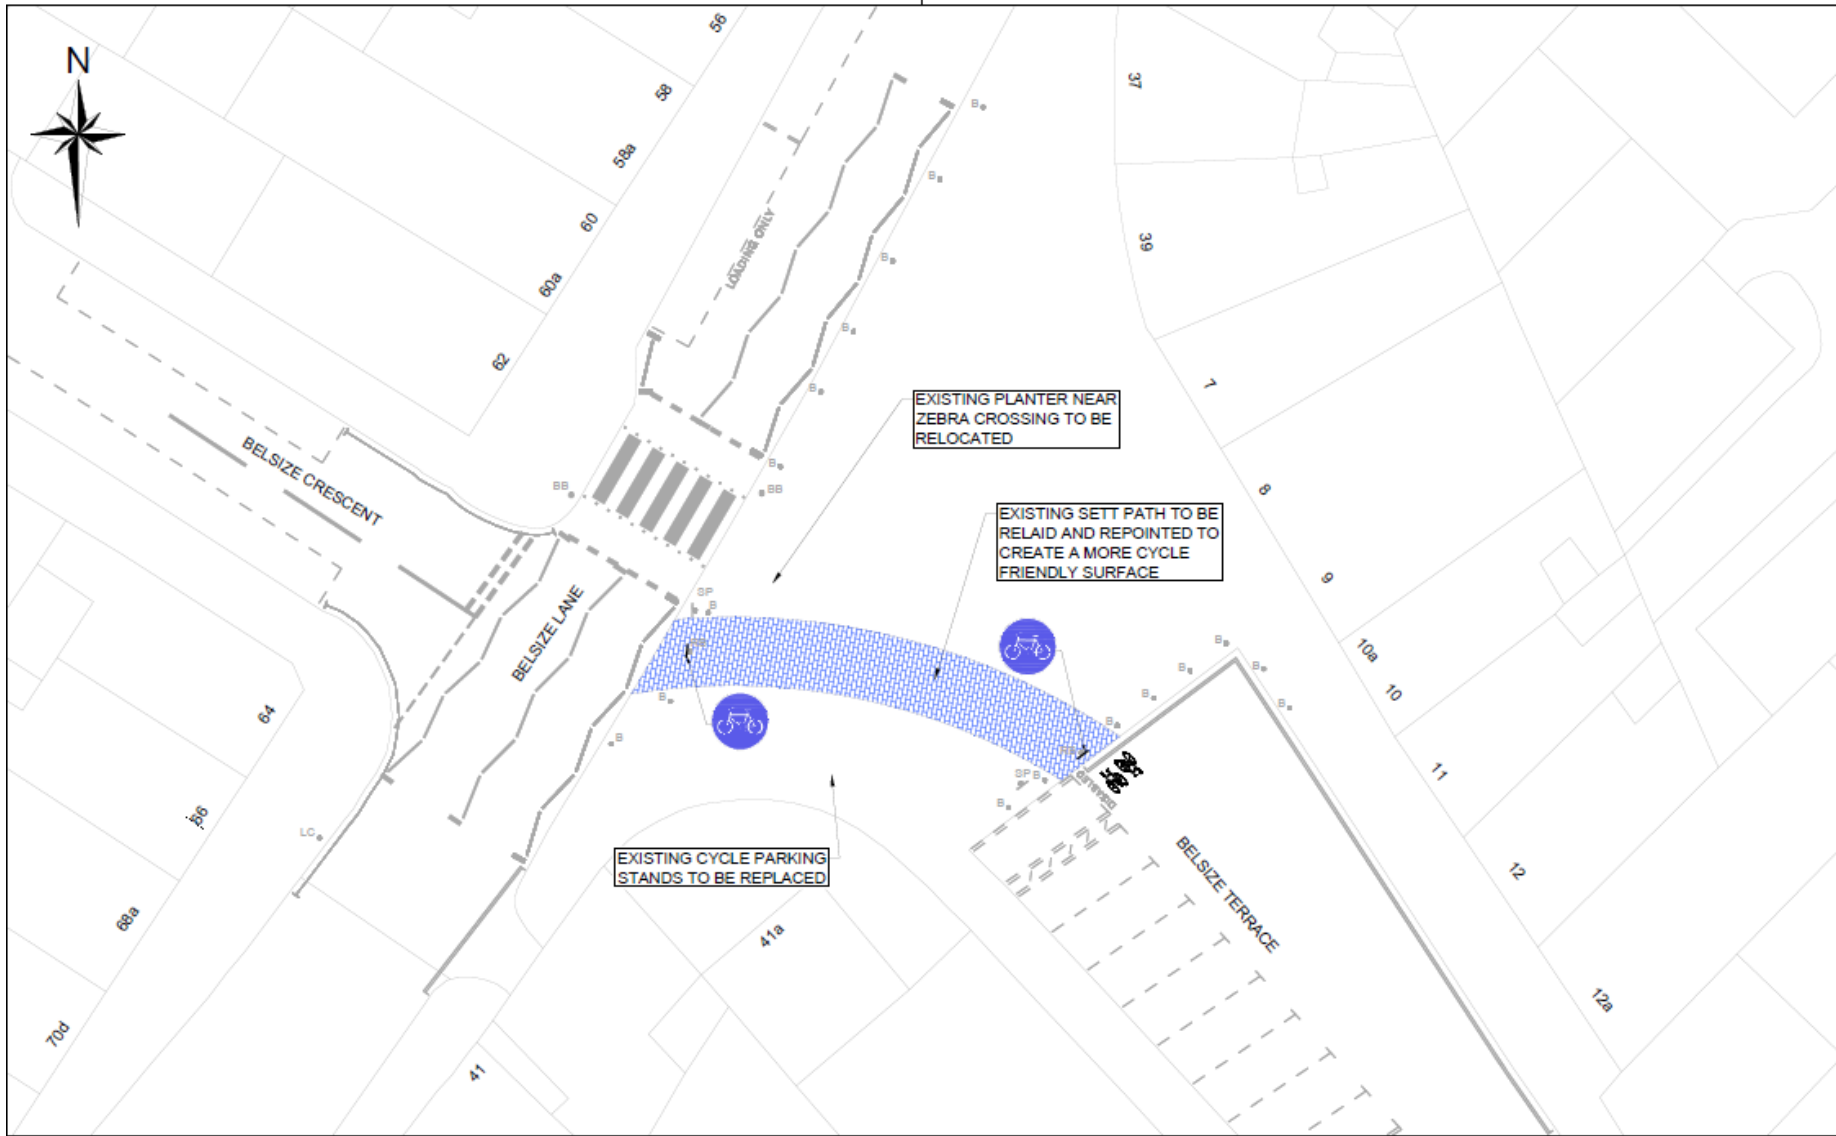 N
56
58
58a
60
60a
62
37
39
7
8
9
10a
10
11
12
12a
LOADING ONLY
B
B
B
B
B
B
BB
BB
BELSIZE CRESCENT
BELSIZE LANE
EXISTING PLANTER NEAR
ZEBRA CROSSING TO BE
RELOCATED
EXISTING SETT PATH TO BE
RELAID AND REPOINTED TO
CREATE A MORE CYCLE
FRIENDLY SURFACE
SP
B
B
B
B
B
B
B
B
B
SP
B
B
DISABLED
BELSIZE TERRACE
EXISTING CYCLE PARKING
STANDS TO BE REPLACED
64
66
LC
68a
70d
41a
41